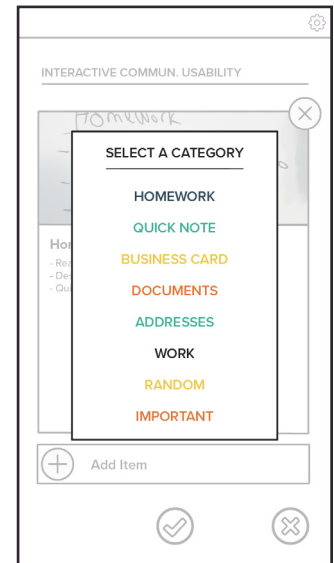 INTERACTIVE COMMUN. USABILITY
HOMEWORK
SELECT A CATEGORY
HOMEWORK
QUICK NOTE
BUSINESS CARD
DOCUMENTS
ADDRESSES
WORK
RANDOM
IMPORTANT
Add Item